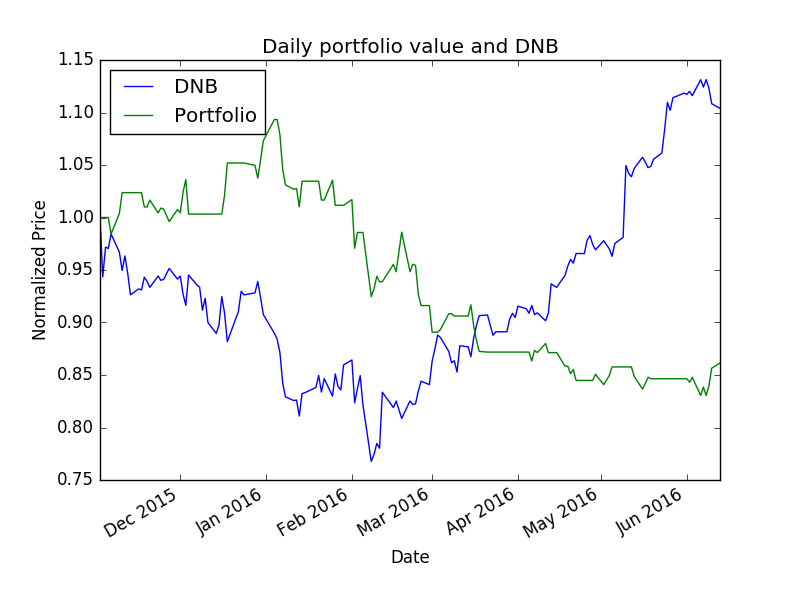 Daily portfolio value and DNB
DNB
Portfolio
1.15
1.10
1.05
1.00
0.95
0.90
0.85
0.80
0.75
Normalized Price
Dec 2015
Jan 2016
Feb 2016
Mar 2016
Apr 2016
May 2016
Jun 2016
Date